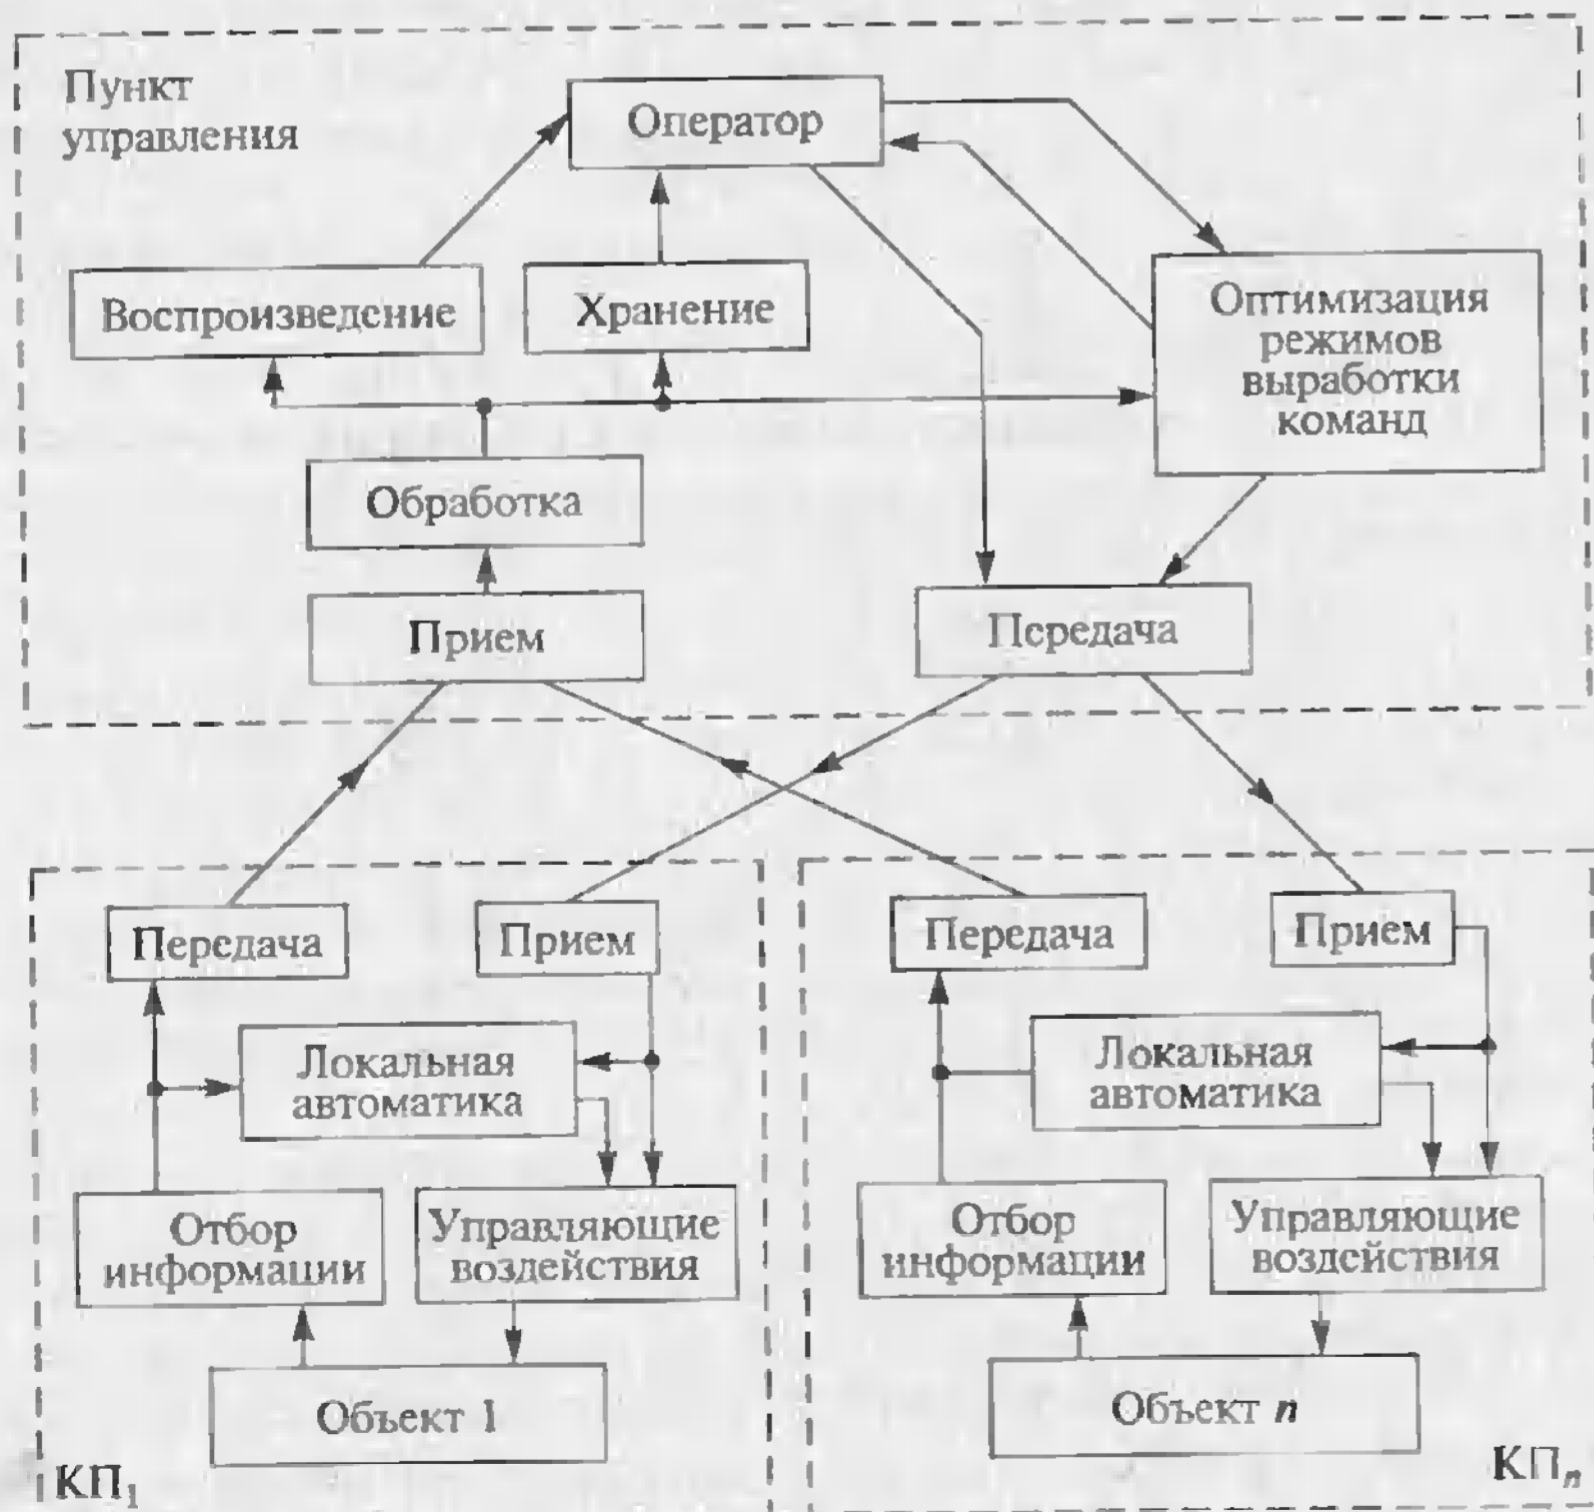 Пункт
управления
Оператор
Воспроизведение
Хранение
Оптимизация
режимов
выработки
команд
Обработка
Прием
Передача
Передача
Прием
Передача
Прием
Локальная
автоматика
Локальная
автоматика
Отбор
информации
Управляющие
воздействия
Отбор
информации
Управляющие
воздействия
Объект 1
Объект n
КП₁
КПₙ